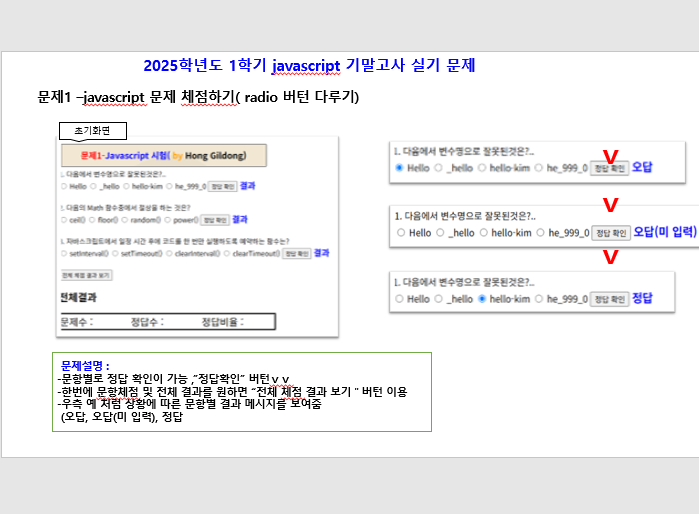 2025학년도 1학기 javascript 기말고사 실기 문제
문제1 –javascript 문제 체점하기( radio 버턴 다루기)
초기화면
문제1-Javascript 시험( by Hong Gildong)
1. 다음에서 변수명으로 잘못된것은?..
Hello _hello hello-kim he_999_0 정답 확인 결과
2. 다음의 Math 함수중에서 절상을 하는 것은?
ceil() floor() random() power() 정답 확인 결과
3. 자바스크립트에서 일정 시간 후에 코드를 한 번만 실행하도록 예약하는 함수는?
setInterval() setTimeout() clearInterval() clearTimeout() 정답 확인 결과
전체 체점 결과 보기
전체결과
문제수 : 정답수 : 정답비율 :
1. 다음에서 변수명으로 잘못된것은?..
V
Hello _hello hello-kim he_999_0 정답 확인 오답
V
1. 다음에서 변수명으로 잘못된것은?..
Hello _hello hello-kim he_999_0 정답 확인 오답(미 입력)
V
1. 다음에서 변수명으로 잘못된것은?..
Hello _hello hello-kim he_999_0 정답 확인 정답
문제설명 :
-문항별로 정답 확인이 가능 ,"정답확인" 버턴 v v
-한번에 문항체점 및 전체 결과를 원하면 "전체 체점 결과 보기 " 버턴 이용
-우측 예 처럼 상황에 따른 문항별 결과 메시지를 보여줌
(오답, 오답(미 입력), 정답